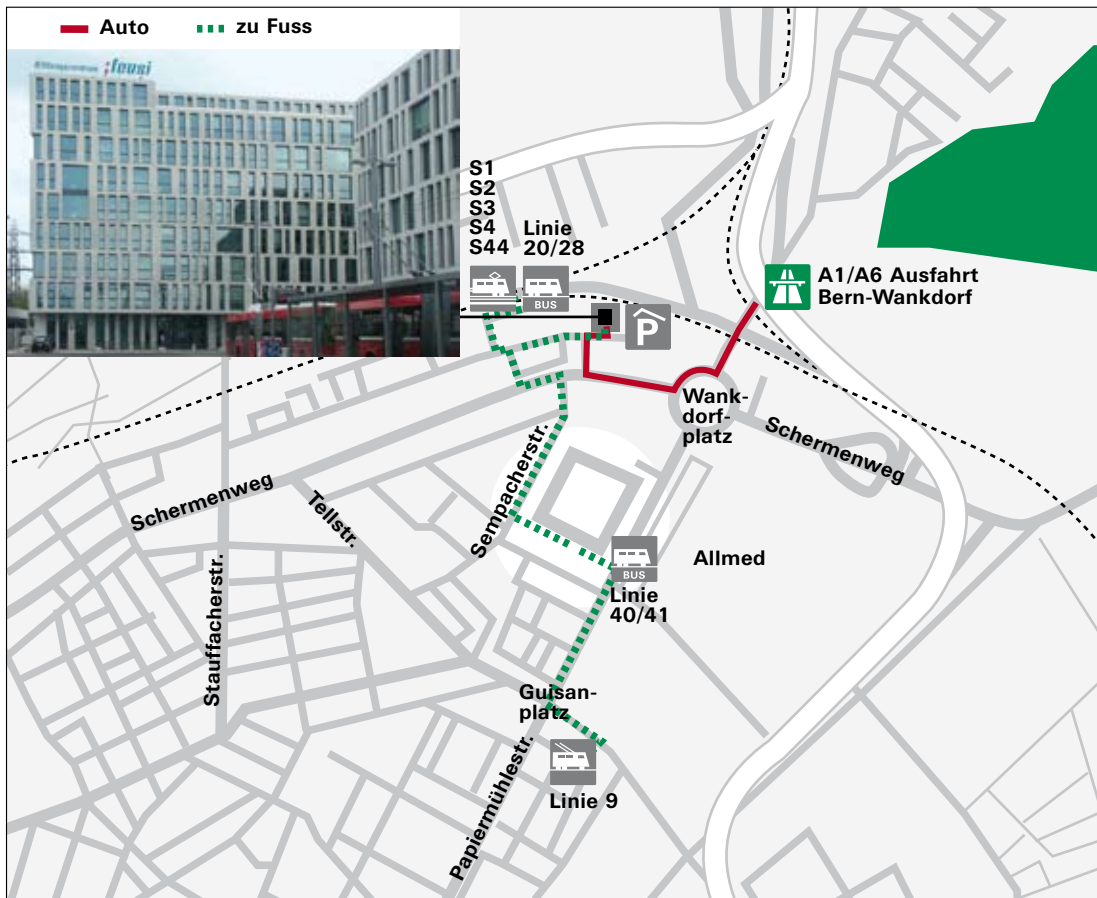 Auto
zu Fuss
S1
S2
S3
S4
S44
Linie
20/28
BUS
P
A1/A6 Ausfahrt
Bern-Wankdorf
Wank-
dorf-
platz
Schermenweg
Sempacherstr.
Schermenweg
Tellstr.
Stauffacherstr.
BUS
Linie
40/41
Allmed
Guisan-
platz
Papiermühlestr.
Linie 9